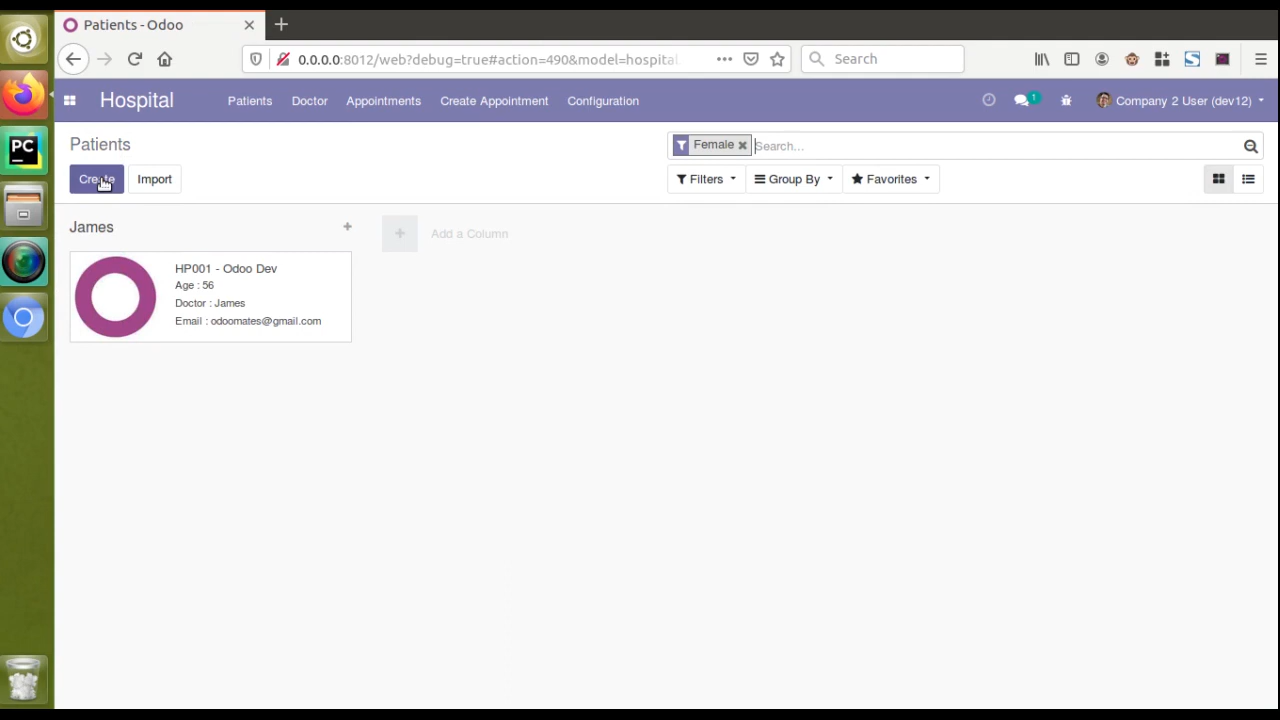 Patients - Odoo
0.0.0.0:8012/web?debug=true#action=490&model=hospital
Search
Hospital
Patients
Doctor
Appointments
Create Appointment
Configuration
1
Company 2 User (dev12)
Patients
Female
Search...
Create
Import
Filters
Group By
Favorites
James
Add a Column
HP001 - Odoo Dev
Age : 56
Doctor : James
Email : odoomates@gmail.com
PC